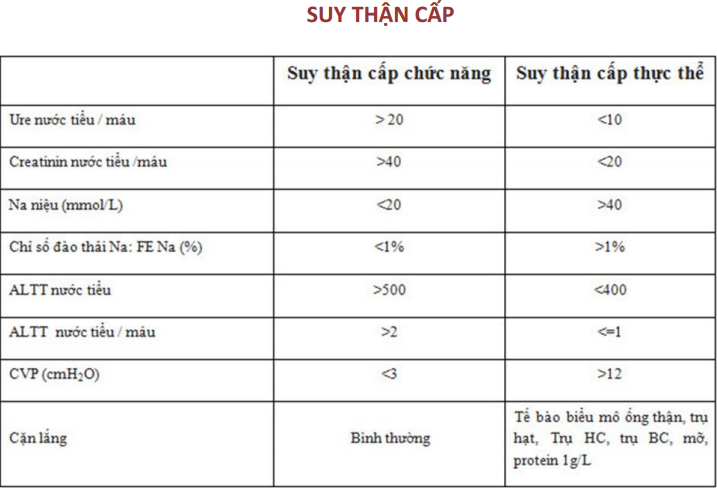 SUY THẬN CẤP
Suy thận cấp chức năng Suy thận cấp thực thể
Ure nước tiểu / máu > 20 <10
Creatinin nước tiểu /máu >40 <20
Na niệu (mmol/L) <20 >40
Chỉ số đào thải Na: FE Na (%) <1% >1%
ALTT nước tiểu >500 <400
ALTT nước tiểu / máu >2 <=1
CVP (cmH₂O) <3 >12
Cặn lắng Bình thường Tế bào biểu mô ống thận, trụ
hạt, Trụ HC, trụ BC, mỡ,
protein 1g/L